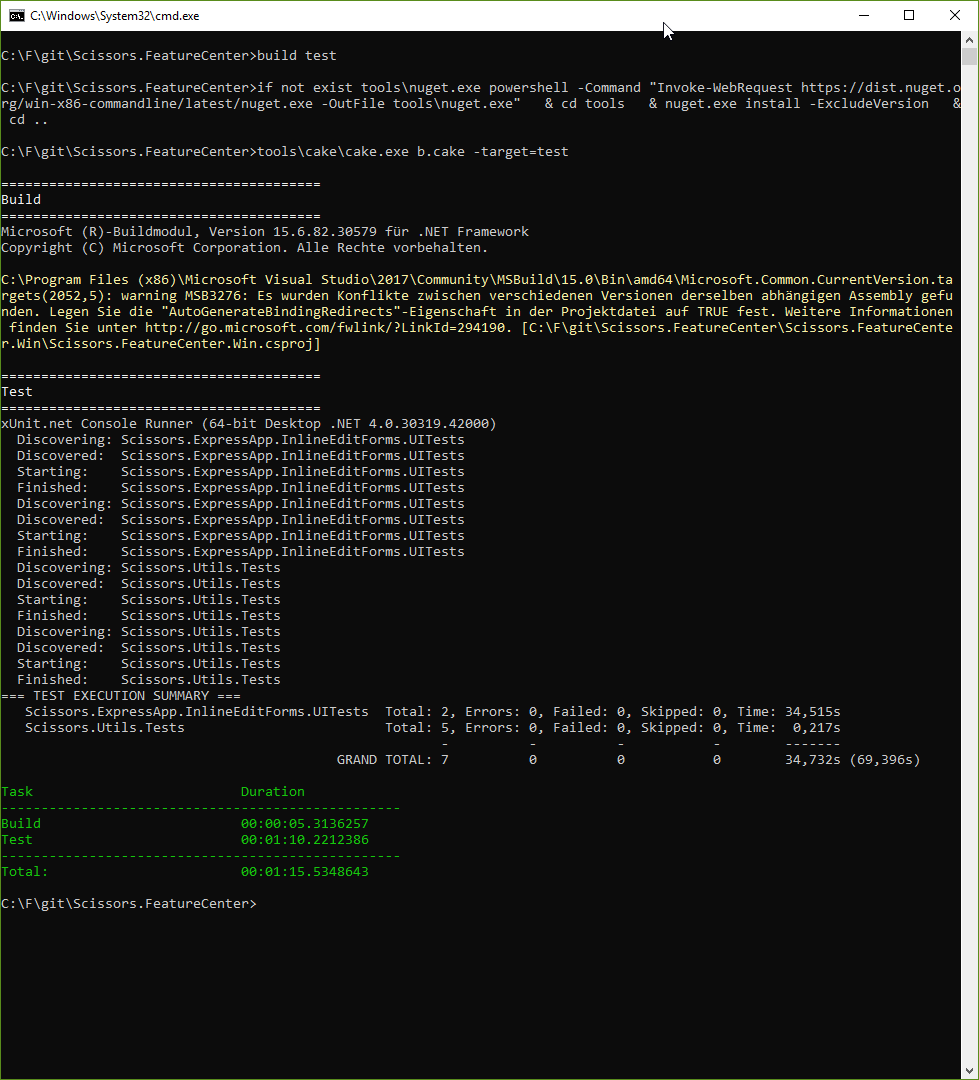 C:\Windows\System32\cmd.exe
C:\F\git\Scissors.FeatureCenter>build test
C:\F\git\Scissors.FeatureCenter>if not exist tools\nuget.exe powershell -Command "Invoke-WebRequest https://dist.nuget.o
rg/win-x86-commandline/latest/nuget.exe -OutFile tools\nuget.exe"   & cd tools   & nuget.exe install -ExcludeVersion   &
 cd ..
C:\F\git\Scissors.FeatureCenter>tools\cake\cake.exe b.cake -target=test
========================================
Build
========================================
Microsoft (R)-Buildmodul, Version 15.6.82.30579 für .NET Framework
Copyright (C) Microsoft Corporation. Alle Rechte vorbehalten.
C:\Program Files (x86)\Microsoft Visual Studio\2017\Community\MSBuild\15.0\Bin\amd64\Microsoft.Common.CurrentVersion.ta
rgets(2052,5): warning MSB3276: Es wurden Konflikte zwischen verschiedenen Versionen derselben abhängigen Assembly gefu
nden. Legen Sie die "AutoGenerateBindingRedirects"-Eigenschaft in der Projektdatei auf TRUE fest. Weitere Informationen
 finden Sie unter http://go.microsoft.com/fwlink/?LinkId=294190. [C:\F\git\Scissors.FeatureCenter\Scissors.FeatureCente
r.Win\Scissors.FeatureCenter.Win.csproj]
========================================
Test
========================================
xUnit.net Console Runner (64-bit Desktop .NET 4.0.30319.42000)
  Discovering: Scissors.ExpressApp.InlineEditForms.UITests
  Discovered:  Scissors.ExpressApp.InlineEditForms.UITests
  Starting:    Scissors.ExpressApp.InlineEditForms.UITests
  Finished:    Scissors.ExpressApp.InlineEditForms.UITests
  Discovering: Scissors.ExpressApp.InlineEditForms.UITests
  Discovered:  Scissors.ExpressApp.InlineEditForms.UITests
  Starting:    Scissors.ExpressApp.InlineEditForms.UITests
  Finished:    Scissors.ExpressApp.InlineEditForms.UITests
  Discovering: Scissors.Utils.Tests
  Discovered:  Scissors.Utils.Tests
  Starting:    Scissors.Utils.Tests
  Finished:    Scissors.Utils.Tests
  Discovering: Scissors.Utils.Tests
  Discovered:  Scissors.Utils.Tests
  Starting:    Scissors.Utils.Tests
  Finished:    Scissors.Utils.Tests
=== TEST EXECUTION SUMMARY ===
   Scissors.ExpressApp.InlineEditForms.UITests  Total: 2, Errors: 0, Failed: 0, Skipped: 0, Time: 34,515s
   Scissors.Utils.Tests                         Total: 5, Errors: 0, Failed: 0, Skipped: 0, Time:  0,217s
                                                       -          -          -           -        -------
                                          GRAND TOTAL: 7          0          0           0        34,732s (69,396s)
Task                          Duration
--------------------------------------------------
Build                         00:00:05.3136257
Test                          00:01:10.2212386
--------------------------------------------------
Total:                        00:01:15.5348643
C:\F\git\Scissors.FeatureCenter>